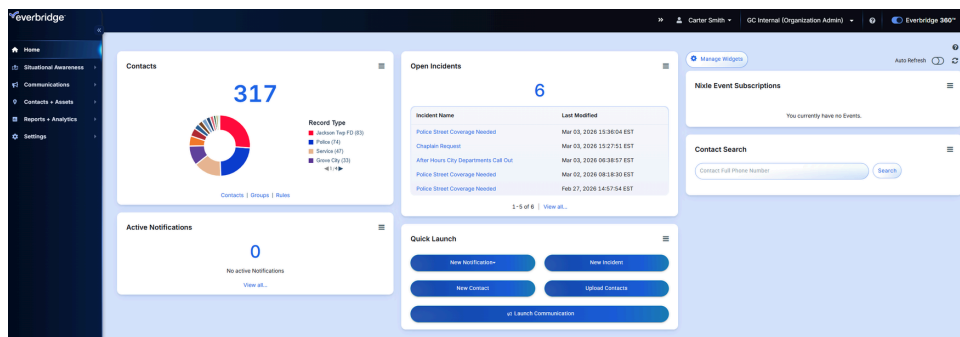 everbridge
«
»
Carter Smith
GC Internal (Organization Admin)
Everbridge 360™
Home
Situational Awareness
Communications
Contacts + Assets
Reports + Analytics
Settings
Contacts
317
Record Type
Jackson Twp FD (83)
Police (74)
Service (47)
Grove City (33)
1/4
Contacts | Groups | Rules
Active Notifications
0
No active Notifications
View all...
Open Incidents
6
Incident Name Last Modified
Police Street Coverage Needed Mar 03, 2026 15:36:04 EST
Chaplain Request Mar 03, 2026 15:27:51 EST
After Hours City Departments Call Out Mar 03, 2026 06:38:57 EST
Police Street Coverage Needed Mar 02, 2026 08:18:30 EST
Police Street Coverage Needed Feb 27, 2026 14:57:54 EST
1-5 of 6 | View all...
Quick Launch
New Notification
New Incident
New Contact
Upload Contacts
Launch Communication
Manage Widgets
Auto Refresh
Nixle Event Subscriptions
You currently have no Events.
Contact Search
Contact Full Phone Number
Search